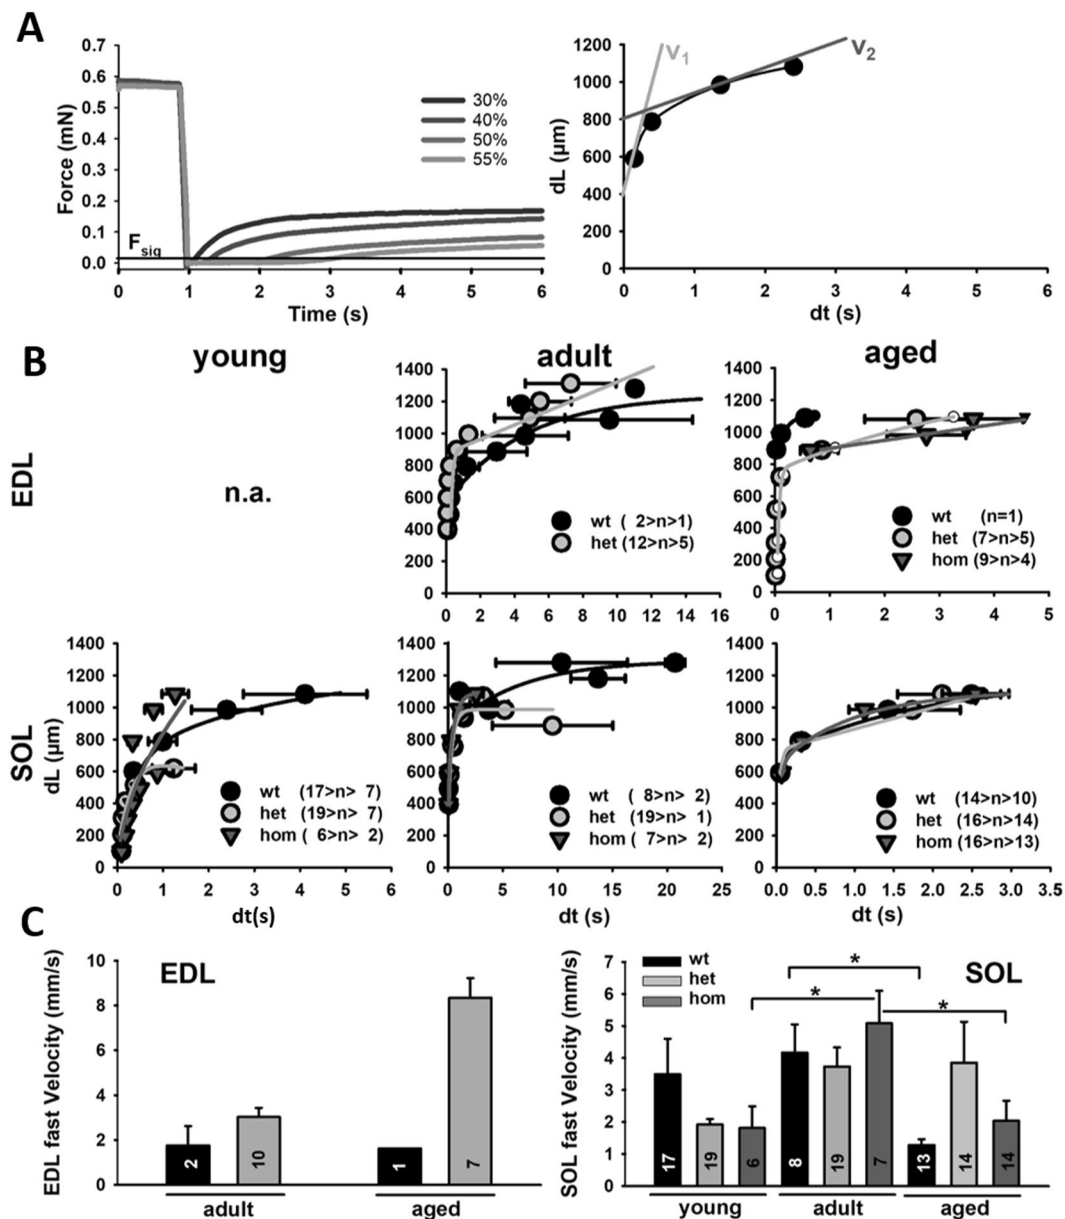 A
Force (mN)
0.7
0.6
0.5
0.4
0.3
0.2
0.1
0.0
F sig
30%
40%
50%
55%
0 1 2 3 4 5 6
Time (s)
dL (µm)
1200
1000
800
600
400
200
0
v1
v2
0 1 2 3 4 5 6
dt (s)
B
young
adult
aged
EDL
n.a.
1400
1200
1000
800
600
400
200
0
wt ( 2>n>1)
het (12>n>5)
0 2 4 6 8 10 12 14 16
1400
1200
1000
800
600
400
200
0
wt (n=1)
het (7>n>5)
hom (9>n>4)
0 1 2 3 4 5
SOL
dL (µm)
1400
1200
1000
800
600
400
200
0
wt (17>n> 7)
het (19>n> 7)
hom ( 6>n> 2)
0 1 2 3 4 5 6
dt(s)
1400
1200
1000
800
600
400
200
0
wt ( 8>n> 2)
het (19>n> 1)
hom ( 7>n> 2)
0 5 10 15 20 25
dt (s)
1400
1200
1000
800
600
400
200
0
wt (14>n>10)
het (16>n>14)
hom (16>n>13)
0.0 0.5 1.0 1.5 2.0 2.5 3.0 3.5
dt (s)
C
EDL fast Velocity (mm/s)
10
8
6
4
2
0
EDL
2 10 1 7
adult aged
SOL fast Velocity (mm/s)
7
6
5
4
3
2
1
0
wt
het
hom
SOL
* * *
17 19 6 8 19 7 13 14 14
young adult aged